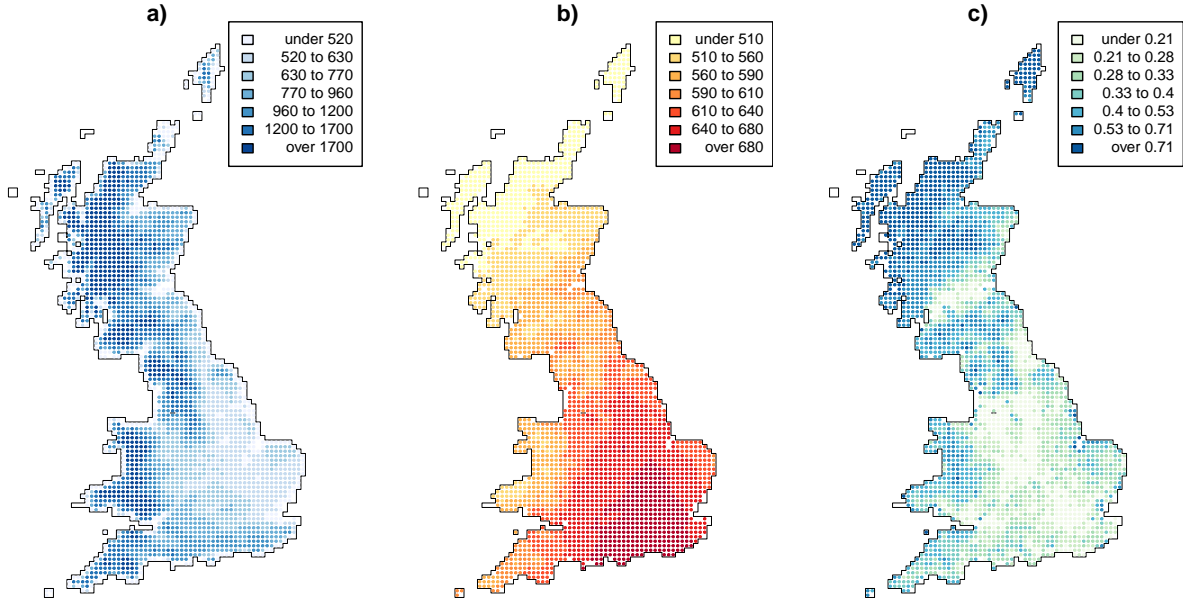 a)
under 520
520 to 630
630 to 770
770 to 960
960 to 1200
1200 to 1700
over 1700
b)
under 510
510 to 560
560 to 590
590 to 610
610 to 640
640 to 680
over 680
c)
under 0.21
0.21 to 0.28
0.28 to 0.33
0.33 to 0.4
0.4 to 0.53
0.53 to 0.71
over 0.71